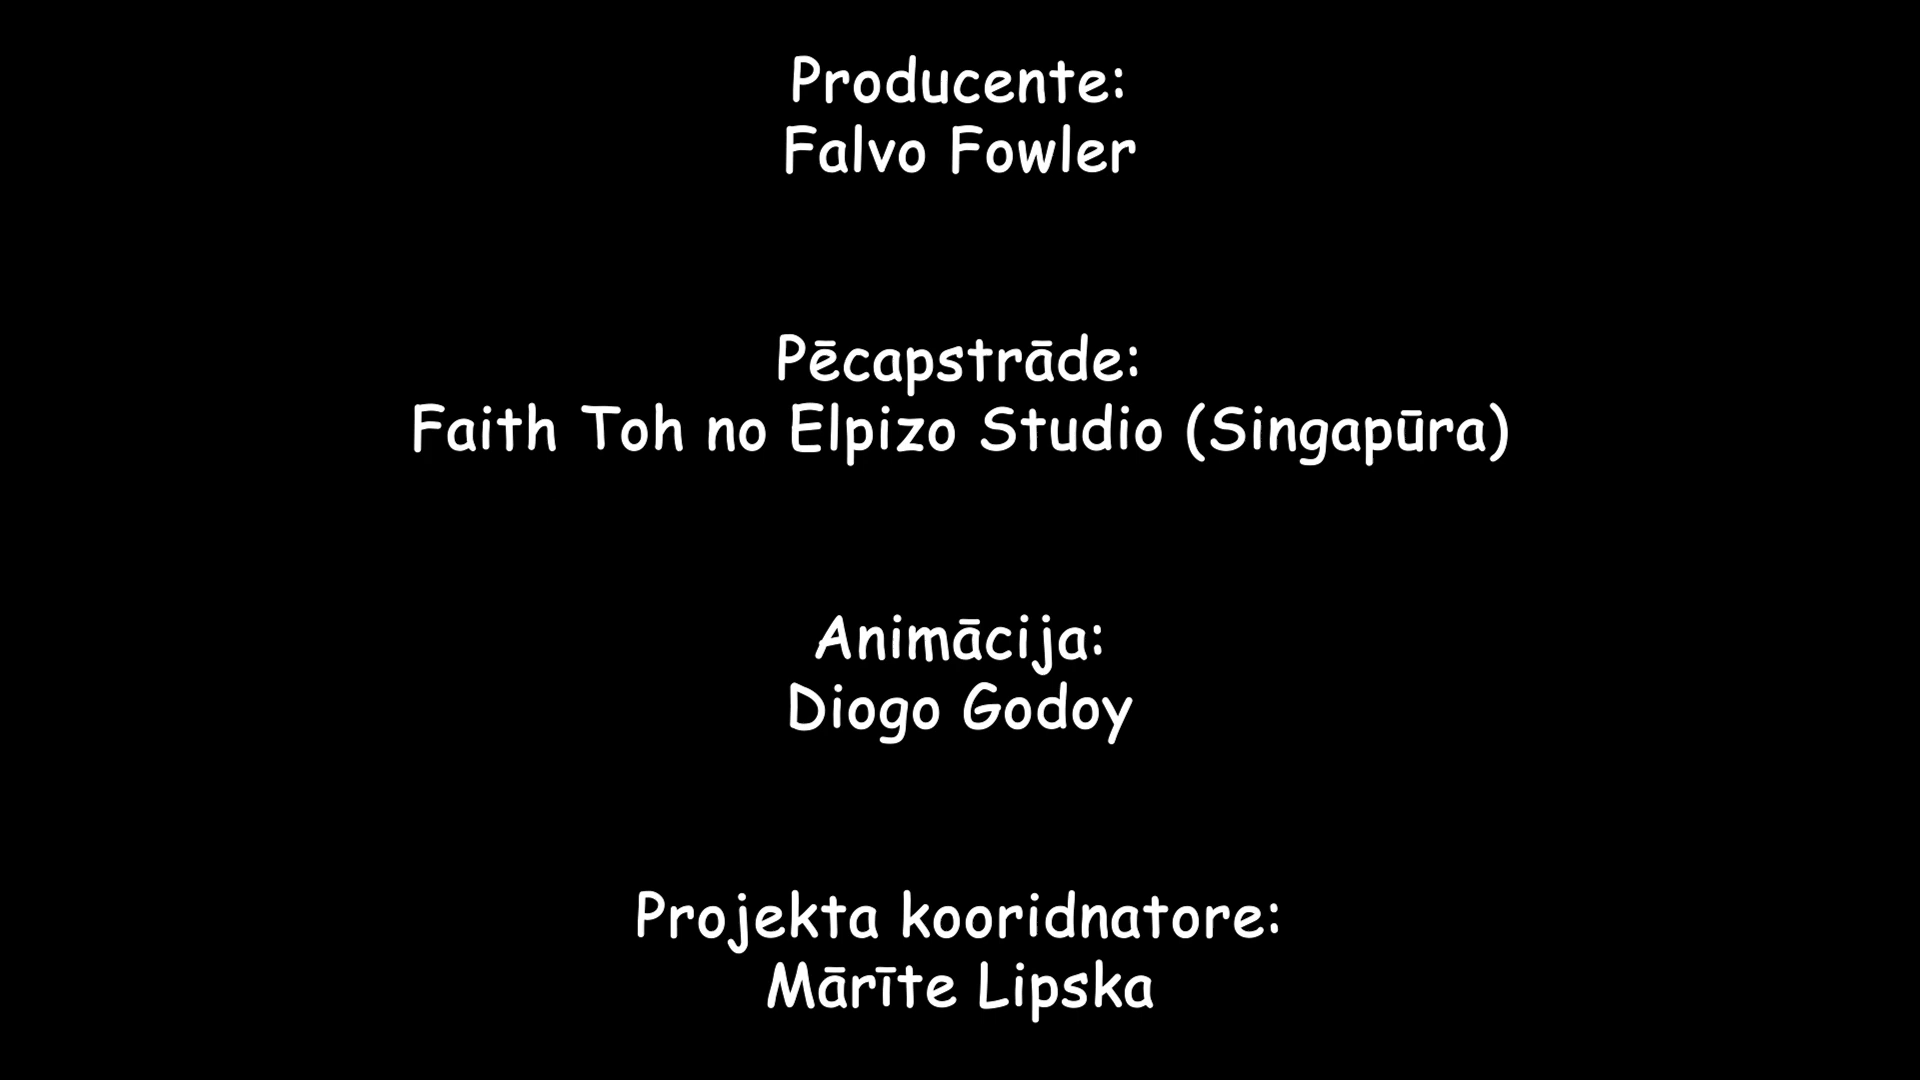 Producente:
Falvo Fowler
Pēcapstrāde:
Faith Toh no Elpizo Studio (Singapūra)
Animācija:
Diogo Godoy
Projekta kooridnatore:
Mārīte Lipska